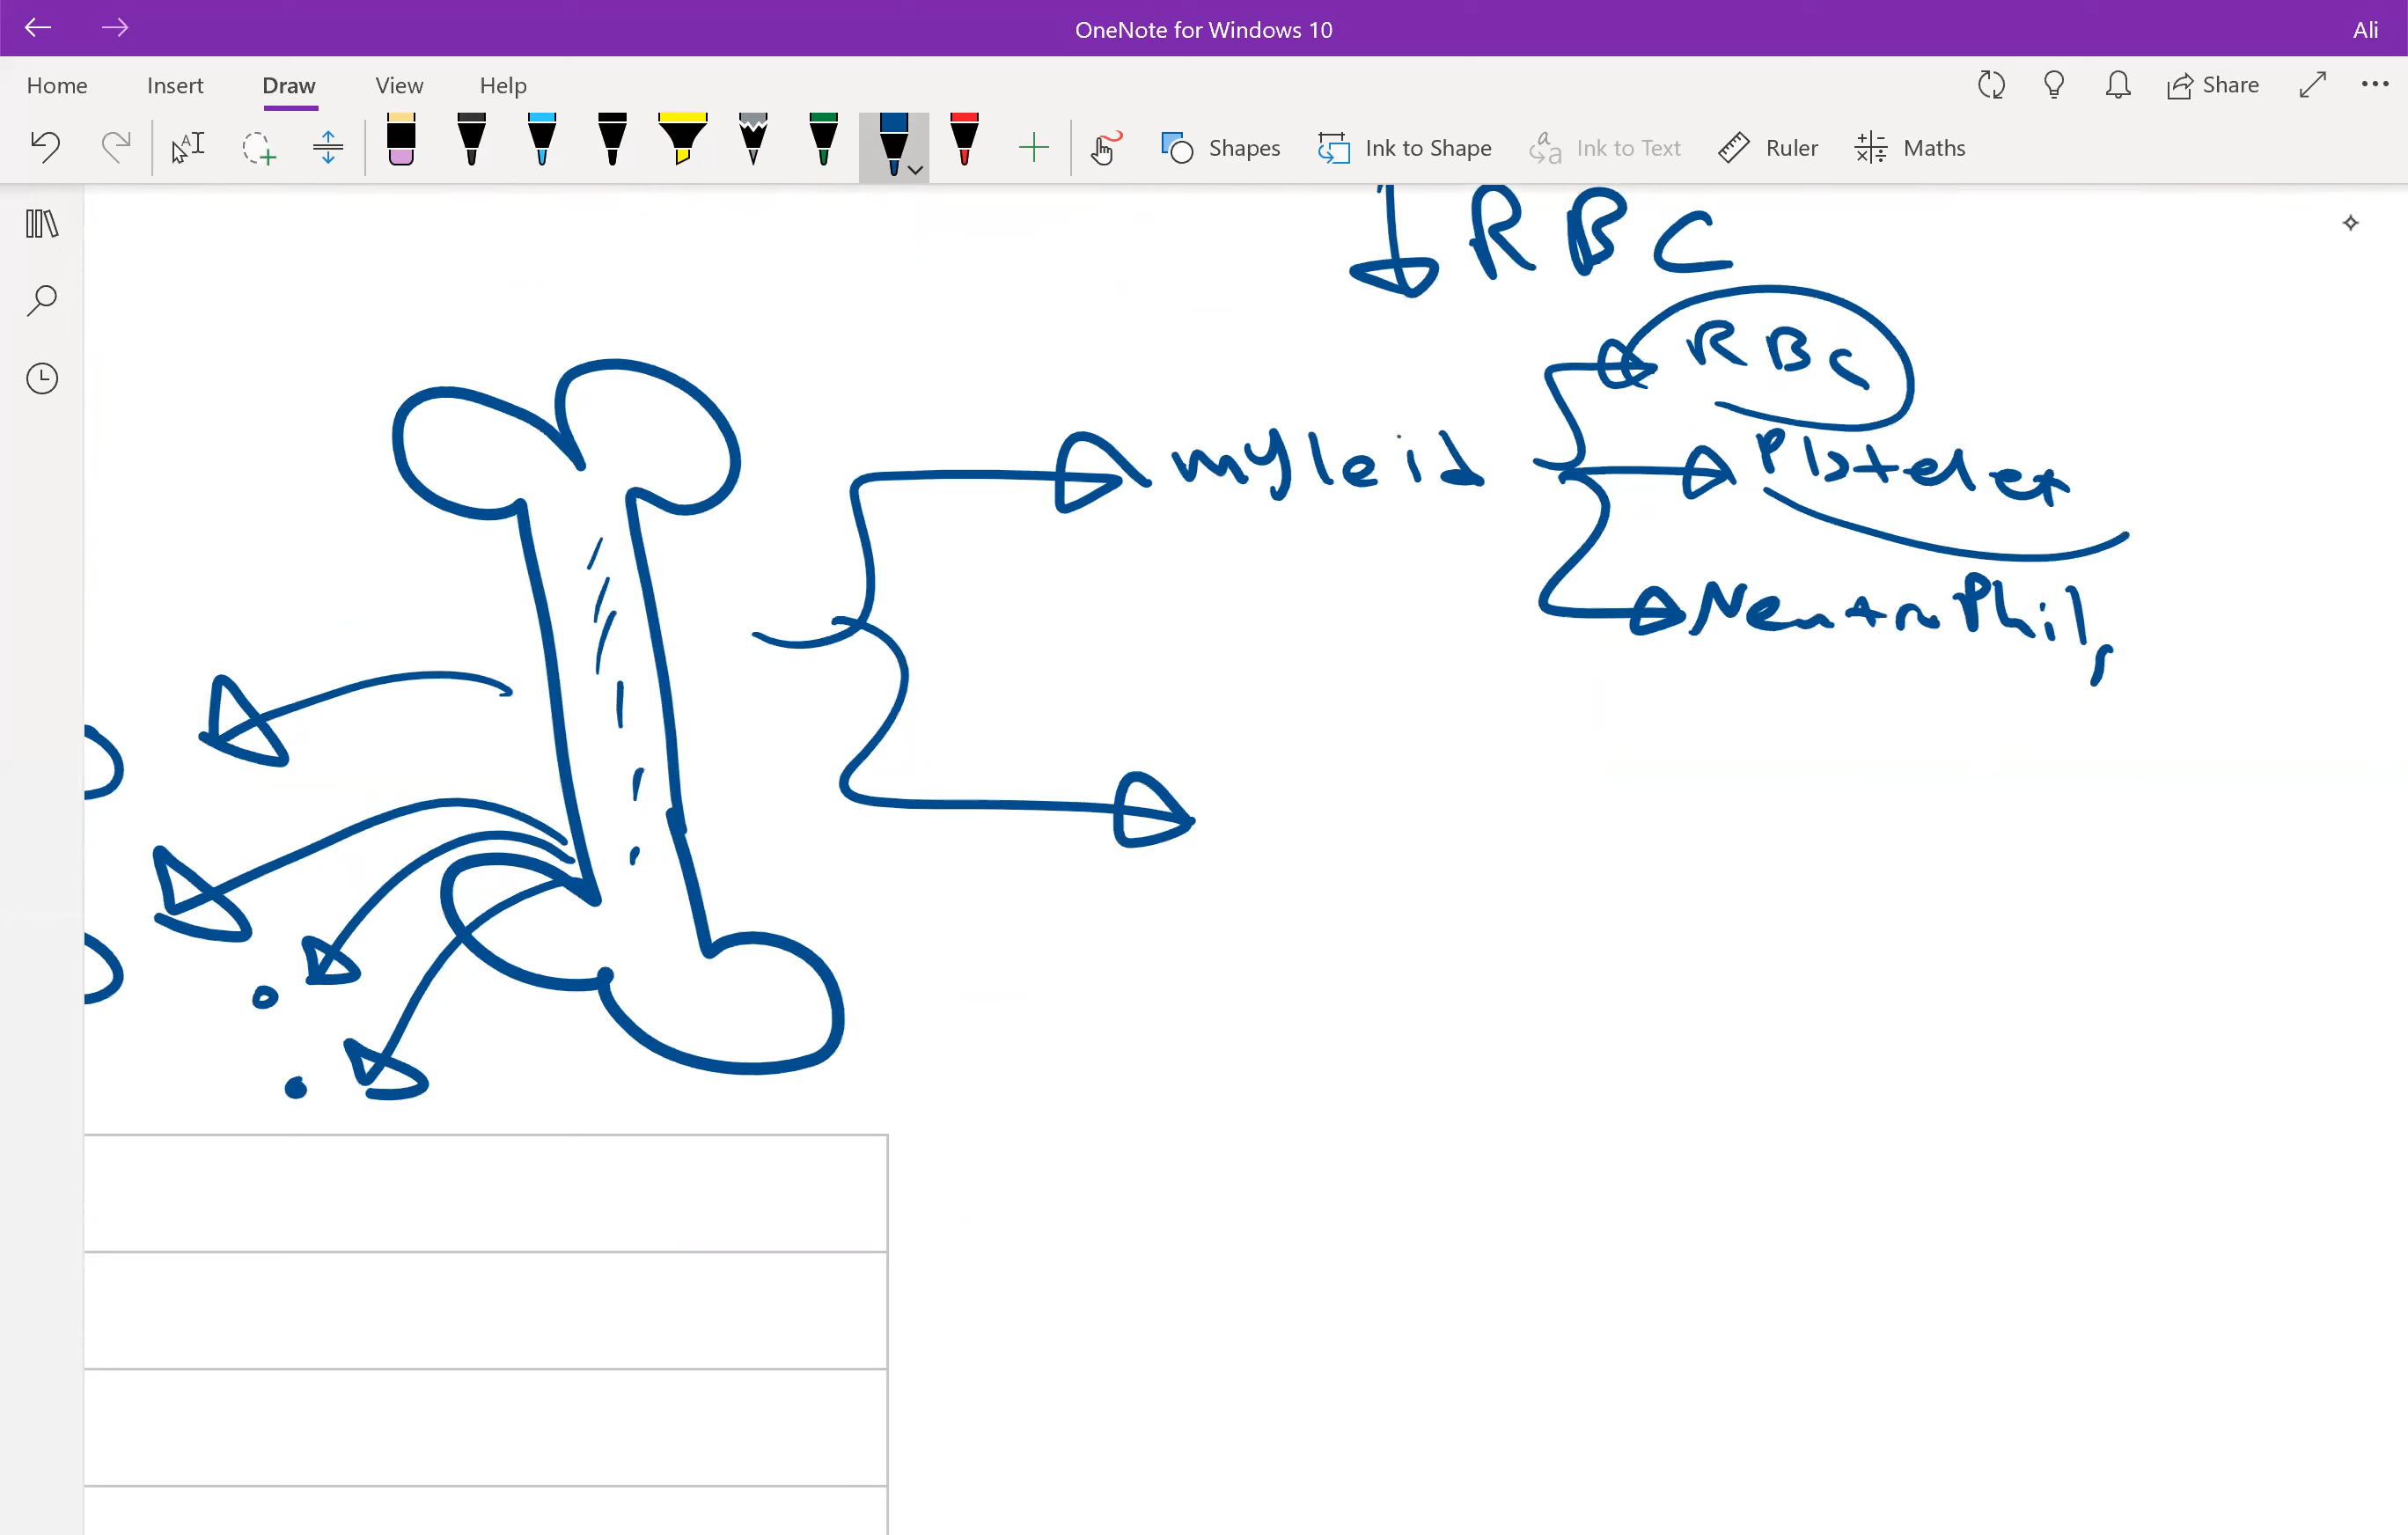 OneNote for Windows 10
Ali
Home Insert Draw View Help
Share
Shapes Ink to Shape Ink to Text Ruler Maths
↓ RBC
RBC
myleid
Platelet
Neutrophil,